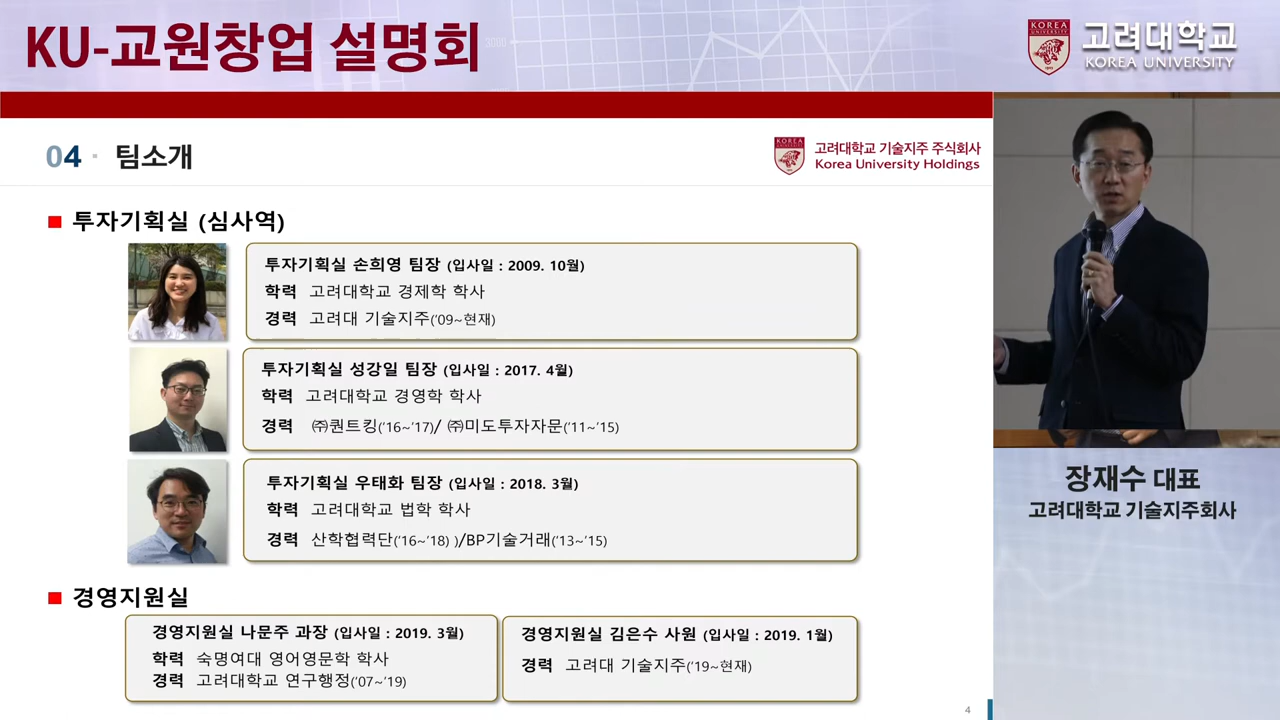 KU-교원창업 설명회
KOREA
UNIVERSITY
고려대학교
KOREA UNIVERSITY
04 · 팀소개
고려대학교 기술지주 주식회사
Korea University Holdings
투자기획실 (심사역)
투자기획실 손희영 팀장 (입사일 : 2009. 10월)
학력 고려대학교 경제학 학사
경력 고려대 기술지주('09~현재)
투자기획실 성강일 팀장 (입사일 : 2017. 4월)
학력 고려대학교 경영학 학사
경력 ㈜퀀트킹('16~'17)/ ㈜미도투자자문('11~'15)
투자기획실 우태화 팀장 (입사일 : 2018. 3월)
학력 고려대학교 법학 학사
경력 산학협력단('16~'18) )/BP기술거래('13~'15)
경영지원실
경영지원실 나문주 과장 (입사일 : 2019. 3월)
학력 숙명여대 영어영문학 학사
경력 고려대학교 연구행정('07~'19)
경영지원실 김은수 사원 (입사일 : 2019. 1월)
경력 고려대 기술지주('19~현재)
장재수 대표
고려대학교 기술지주회사
4